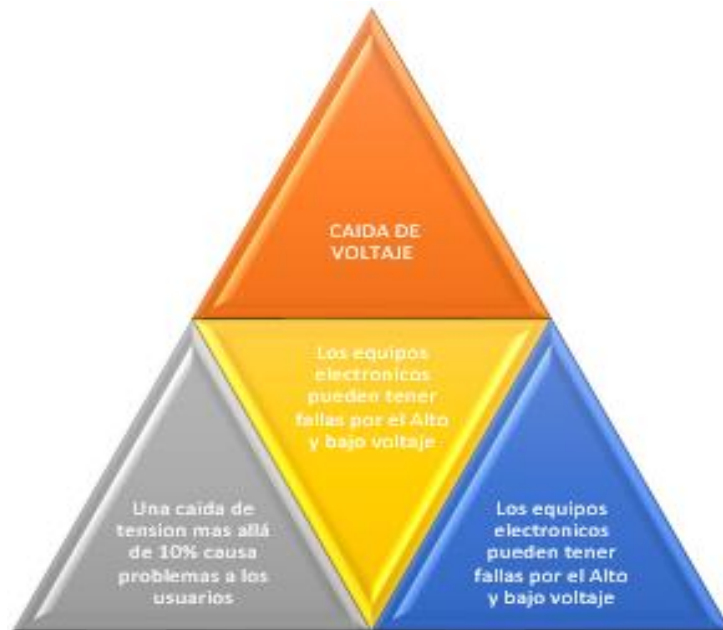 CAIDA DE
VOLTAJE
Los equipos
electronicos
pueden tener
fallas por el Alto
y bajo voltaje
Una caida de
tension mas allá
de 10% causa
problemas a los
usuarios
Los equipos
electronicos
pueden tener
fallas por el Alto
y bajo voltaje